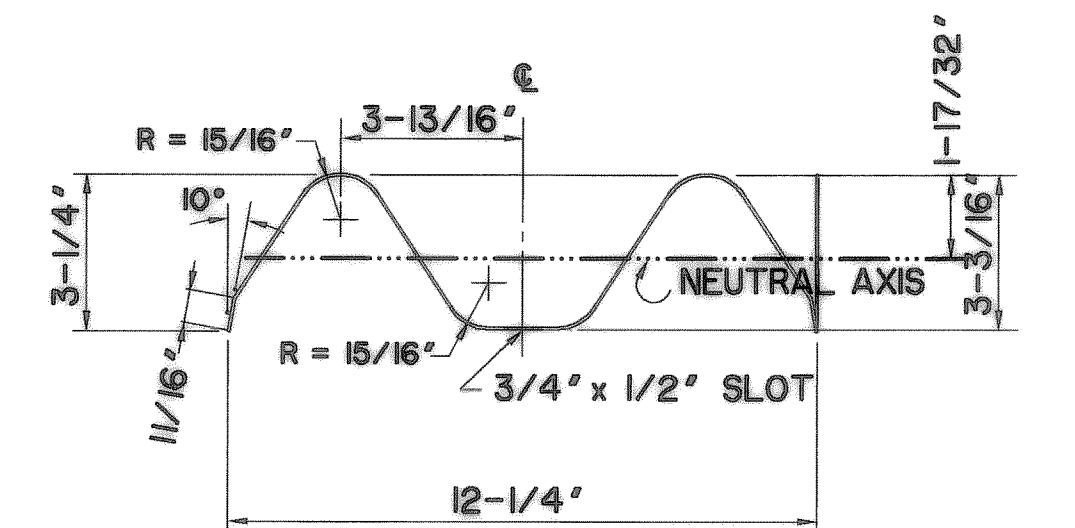 ℄
3-13/16"
R = 15/16"
1-17/32"
10°
3-1/4"
3-3/16"
NEUTRAL AXIS
11/16"
R = 15/16"
3/4" x 1/2" SLOT
12-1/4"